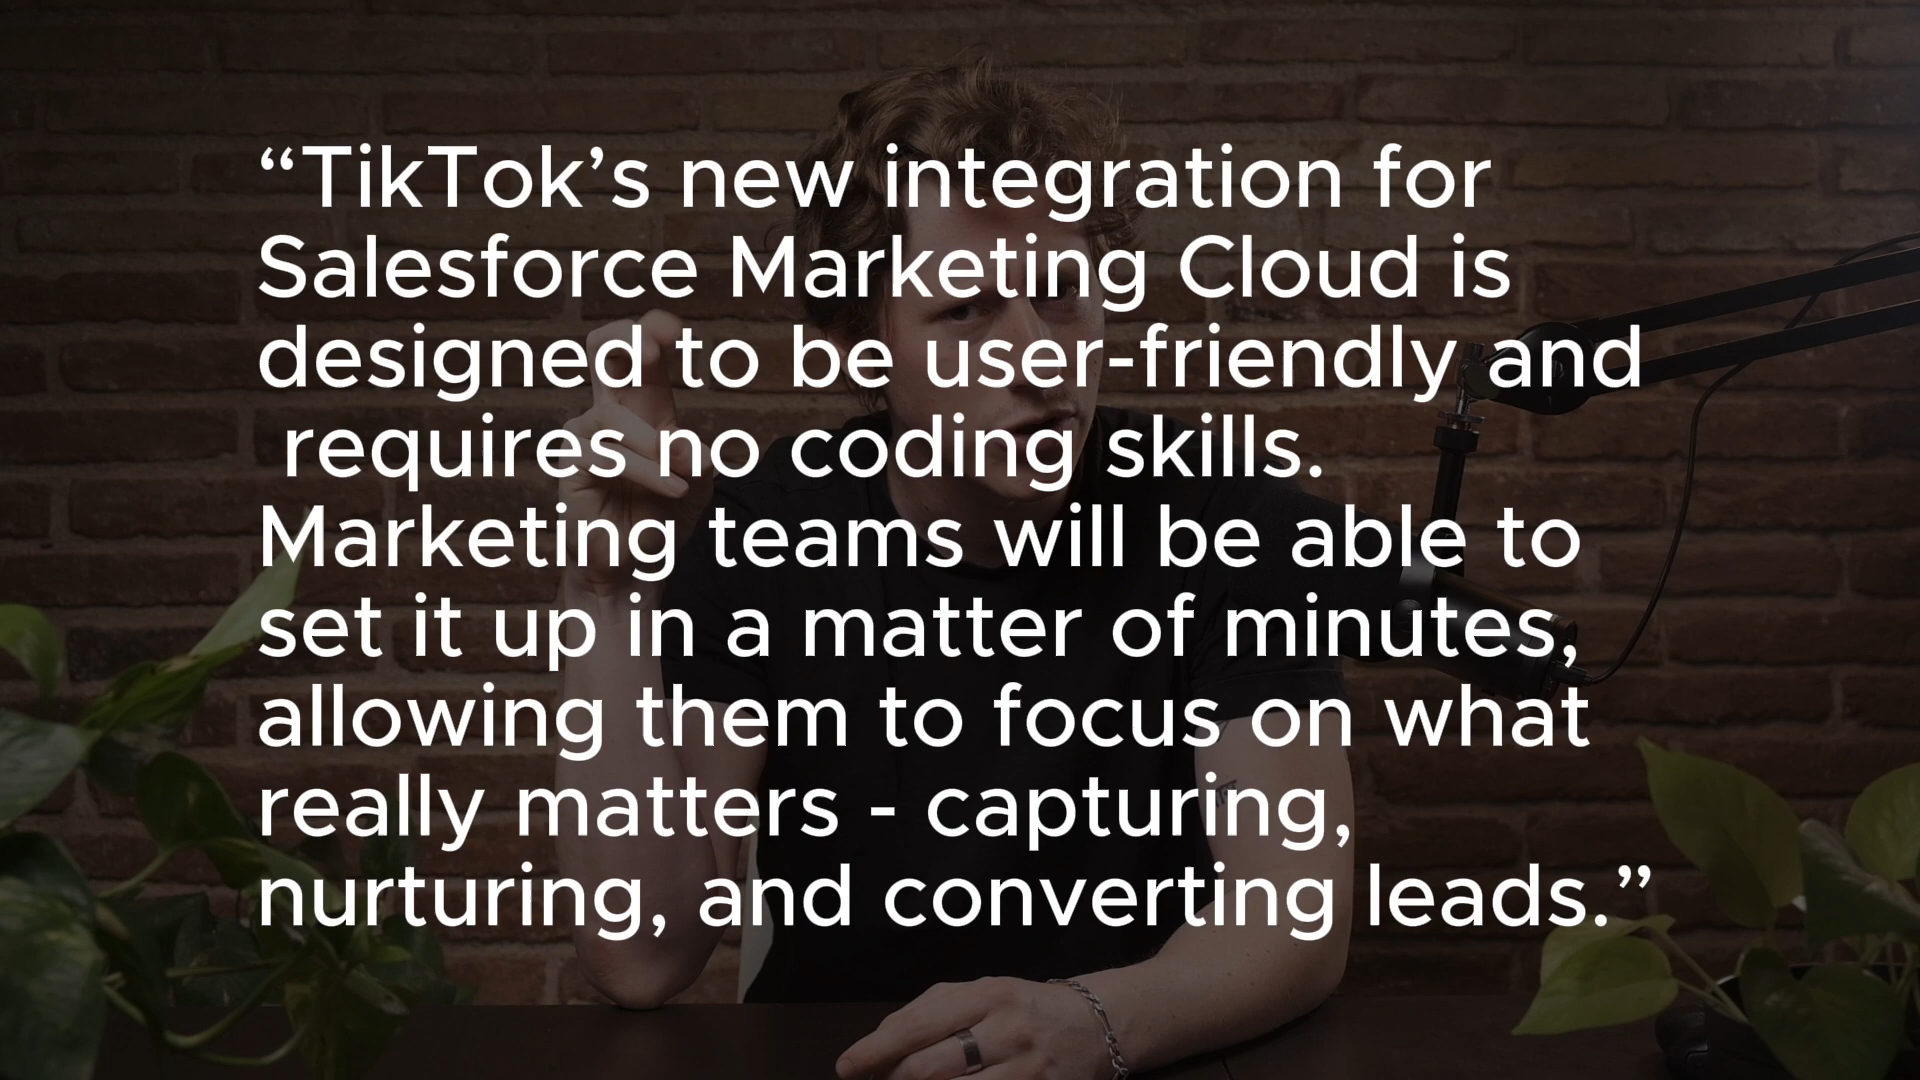 “TikTok’s new integration for
Salesforce Marketing Cloud is
designed to be user-friendly and
requires no coding skills.
Marketing teams will be able to
set it up in a matter of minutes,
allowing them to focus on what
really matters - capturing,
nurturing, and converting leads.”